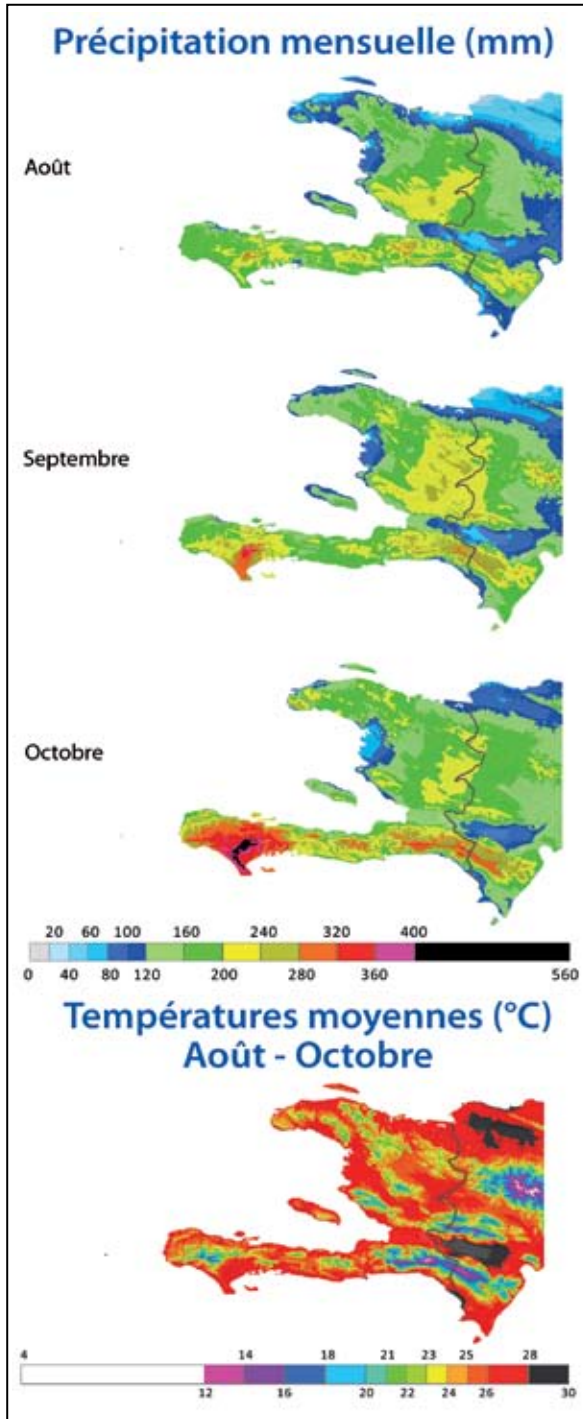 Précipitation mensuelle (mm)
Août
Septembre
Octobre
20 60 100 160 240 320 400
0 40 80 120 200 280 360 560
Températures moyennes (°C)
Août - Octobre
4 14 18 21 23 25 28
12 16 20 22 24 26 30